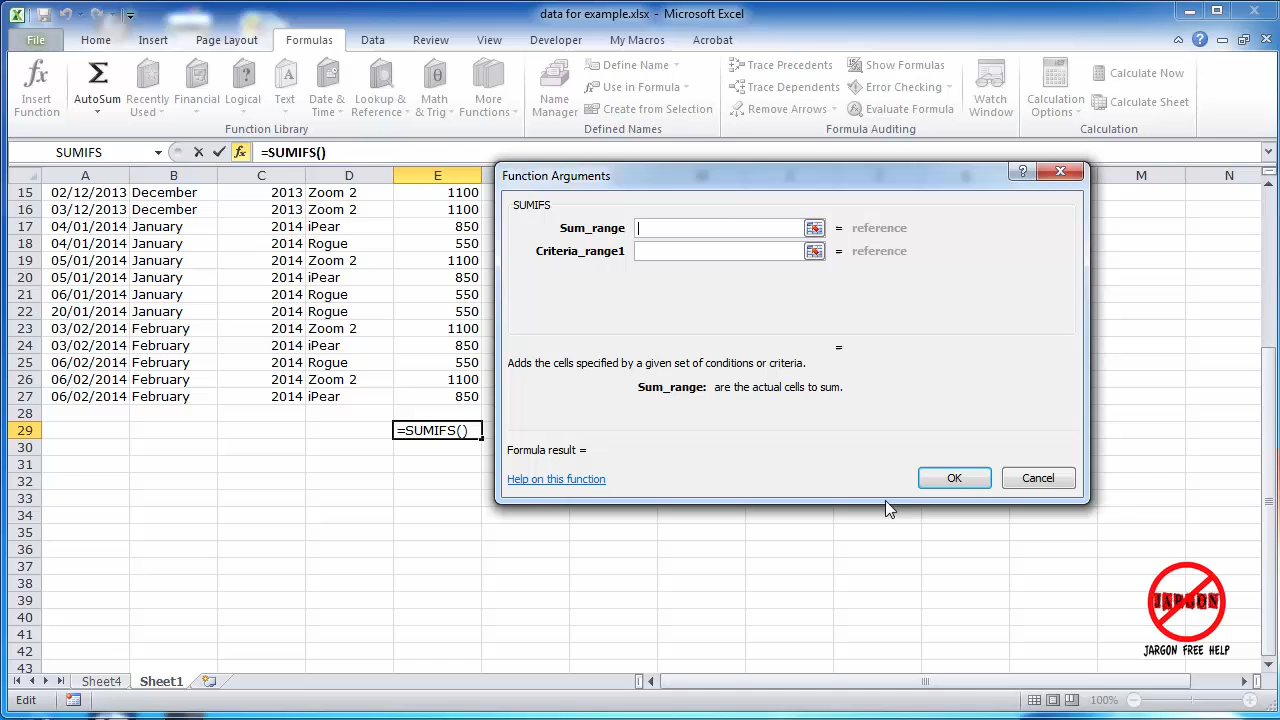 data for example.xlsx - Microsoft Excel
File Home Insert Page Layout Formulas Data Review View Developer My Macros Acrobat
Insert Function
AutoSum
Recently Used
Financial
Logical
Text
Date & Time
Lookup & Reference
Math & Trig
More Functions
Function Library
Name Manager
Define Name
Use in Formula
Create from Selection
Defined Names
Trace Precedents
Trace Dependents
Remove Arrows
Show Formulas
Error Checking
Evaluate Formula
Formula Auditing
Watch Window
Calculation Options
Calculate Now
Calculate Sheet
Calculation
SUMIFS fx =SUMIFS()
A B C D E M N
15 02/12/2013 December 2013 Zoom 2 1100
16 03/12/2013 December 2013 Zoom 2 1100
17 04/01/2014 January 2014 iPear 850
18 04/01/2014 January 2014 Rogue 550
19 05/01/2014 January 2014 Zoom 2 1100
20 05/01/2014 January 2014 iPear 850
21 06/01/2014 January 2014 Rogue 550
22 20/01/2014 January 2014 Rogue 550
23 03/02/2014 February 2014 Zoom 2 1100
24 03/02/2014 February 2014 iPear 850
25 06/02/2014 February 2014 Rogue 550
26 06/02/2014 February 2014 Zoom 2 1100
27 06/02/2014 February 2014 iPear 850
28
29 =SUMIFS()
30
31
32
33
34
35
36
37
38
39
40
41
42
43
Function Arguments
SUMIFS
Sum_range = reference
Criteria_range1 = reference
=
Adds the cells specified by a given set of conditions or criteria.
Sum_range: are the actual cells to sum.
Formula result =
Help on this function
OK Cancel
JARGON
JARGON FREE HELP
Sheet4 Sheet1
Edit 100%